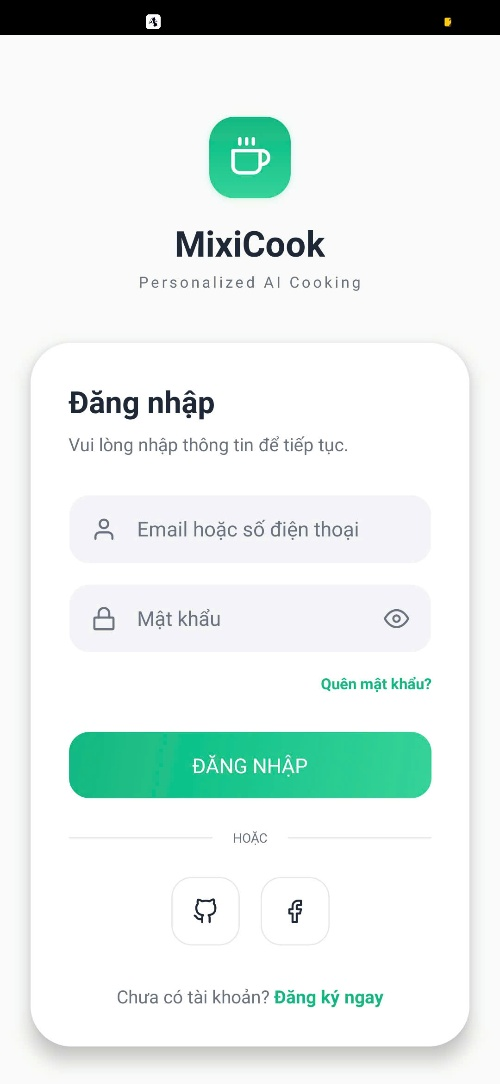 MixiCook
Personalized AI Cooking
Đăng nhập
Vui lòng nhập thông tin để tiếp tục.
Email hoặc số điện thoại
Mật khẩu
Quên mật khẩu?
ĐĂNG NHẬP
HOẶC
Chưa có tài khoản? Đăng ký ngay